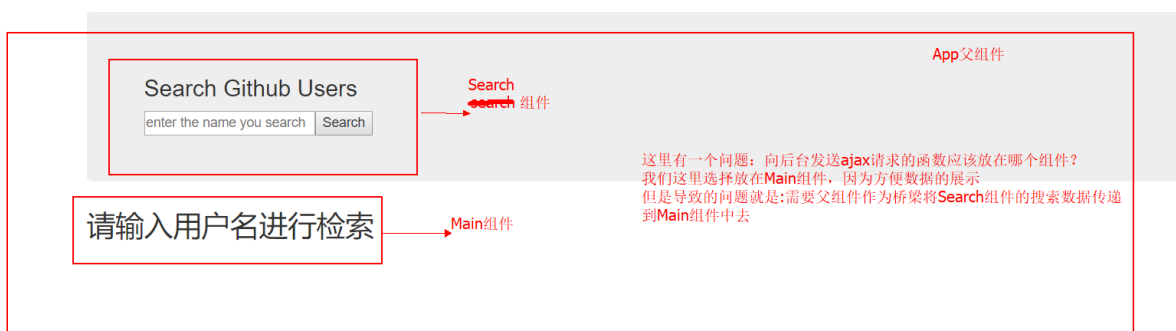 App父组件
Search Github Users
Search
search 组件
enter the name you search Search
这里有一个问题：向后台发送ajax请求的函数应该放在哪个组件？
我们这里选择放在Main组件，因为方便数据的展示
但是导致的问题就是:需要父组件作为桥梁将Search组件的搜索数据传递
到Main组件中去
请输入用户名进行检索
Main组件